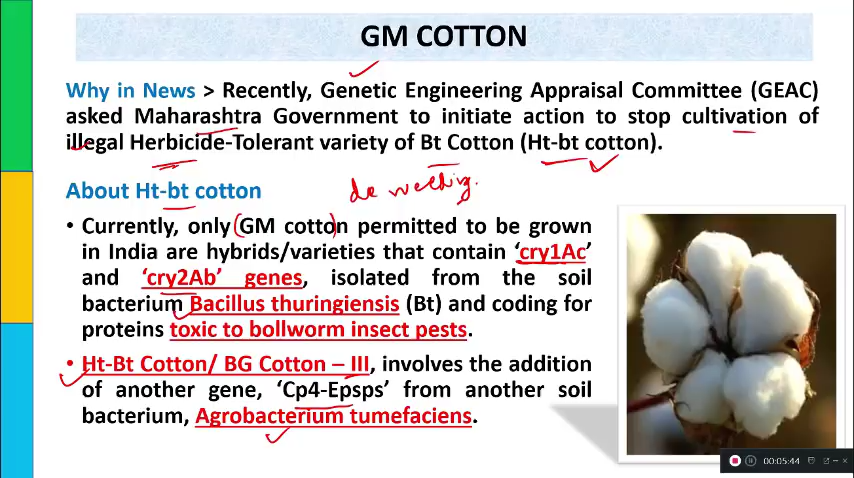 GM COTTON
Why in News > Recently, Genetic Engineering Appraisal Committee (GEAC)
asked Maharashtra Government to initiate action to stop cultivation of
illegal Herbicide-Tolerant variety of Bt Cotton (Ht-bt cotton).
About Ht-bt cotton
de weeding.
• Currently, only (GM cotton) permitted to be grown
in India are hybrids/varieties that contain ‘cry1Ac’
and ‘cry2Ab’ genes, isolated from the soil
bacterium Bacillus thuringiensis (Bt) and coding for
proteins toxic to bollworm insect pests.
• Ht-Bt Cotton/ BG Cotton – III, involves the addition
of another gene, ‘Cp4-Epsps’ from another soil
bacterium, Agrobacterium tumefaciens.
00:05:44